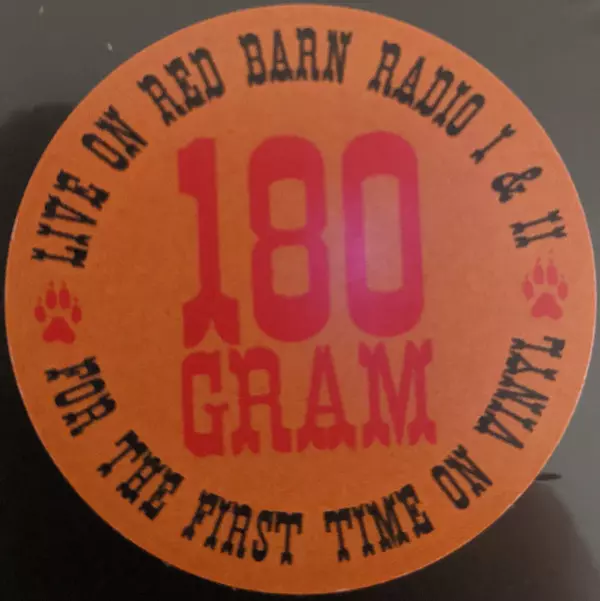 LIVE ON RED BARN RADIO I & II
180
GRAM
FOR THE FIRST TIME ON VINYL